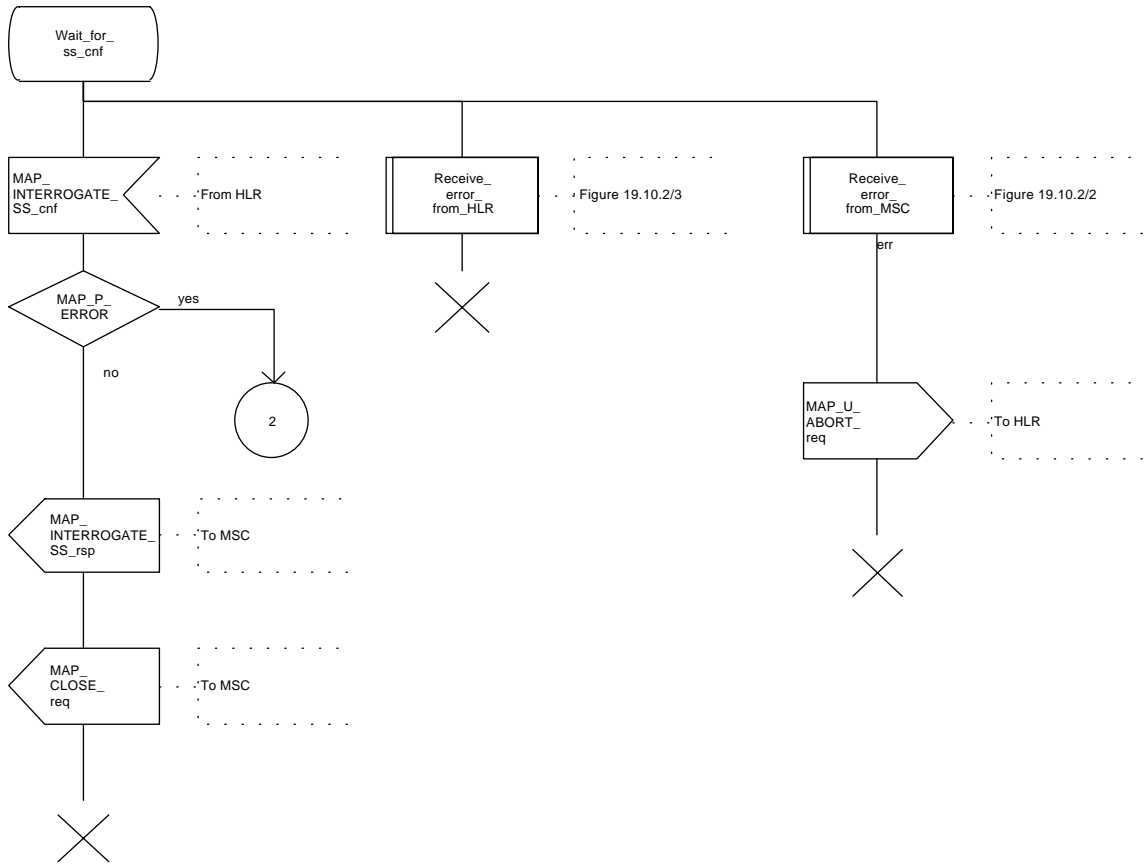 Wait_for_
ss_cnf
MAP_
INTERROGATE_
SS_cnf
From HLR
Receive_
error_
from_HLR
Figure 19.10.2/3
Receive_
error_
from_MSC
Figure 19.10.2/2
err
MAP_P_
ERROR
yes
no
2
MAP_U_
ABORT_
req
To HLR
MAP_
INTERROGATE_
SS_rsp
To MSC
MAP_
CLOSE_
req
To MSC